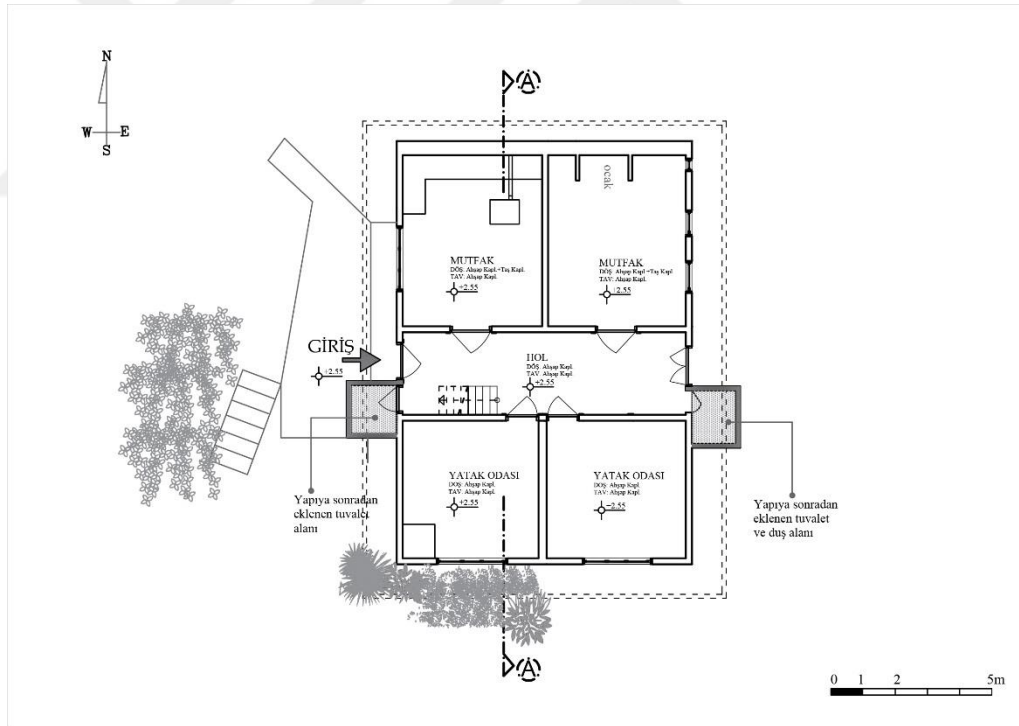 N
W E
S
A
ocak
MUTFAK
DÖŞ: Ahşap Kapl.+Taş Kapl.
TAV: Ahşap Kapl.
+2.55
MUTFAK
DÖŞ: Ahşap Kapl.+Taş Kapl.
TAV: Ahşap Kapl.
+2.55
GİRİŞ
+2.55
HOL
DÖŞ: Ahşap Kapl.
TAV: Ahşap Kapl.
+2.55
YATAK ODASI
DÖŞ: Ahşap Kapl.
TAV: Ahşap Kapl.
+2.55
YATAK ODASI
DÖŞ: Ahşap Kapl.
TAV: Ahşap Kapl.
+2.55
Yapıya sonradan
eklenen tuvalet
alanı
Yapıya sonradan
eklenen tuvalet
ve duş alanı
A
0 1 2 5m